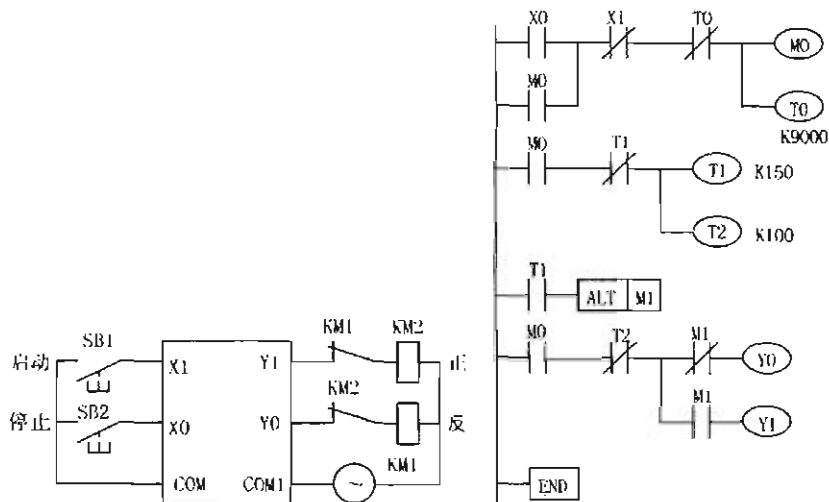 启动
停止
SB1
SB2
X1
X0
COM
Y1
Y0
COM1
KM1
KM2
KM2
KM1
~
正
反
X0 X1 T0 M0
M0 T0
K9000
M0 T1 T1 K150
T2 K100
T1 ALT M1
M0 T2 M1 Y0
M1 Y1
END